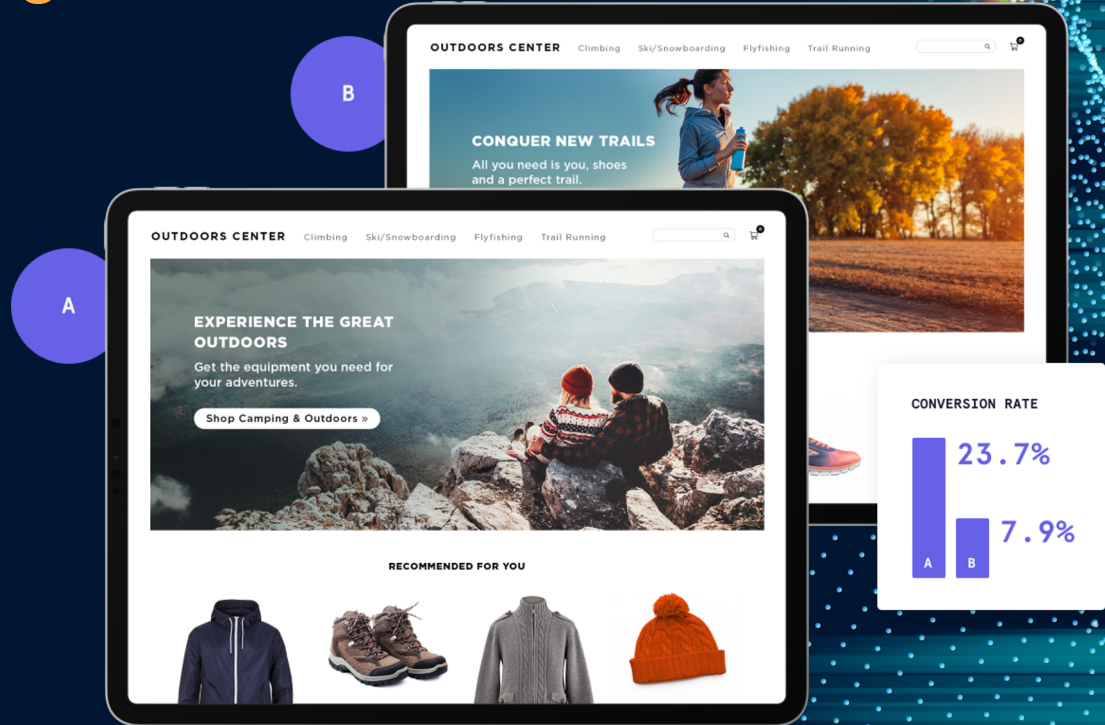 B
OUTDOORS CENTER Climbing Ski/Snowboarding Flyfishing Trail Running 0
CONQUER NEW TRAILS
All you need is you, shoes
and a perfect trail.
A
OUTDOORS CENTER Climbing Ski/Snowboarding Flyfishing Trail Running 0
EXPERIENCE THE GREAT
OUTDOORS
Get the equipment you need for
your adventures.
Shop Camping & Outdoors »
RECOMMENDED FOR YOU
CONVERSION RATE
23.7%
7.9%
A B